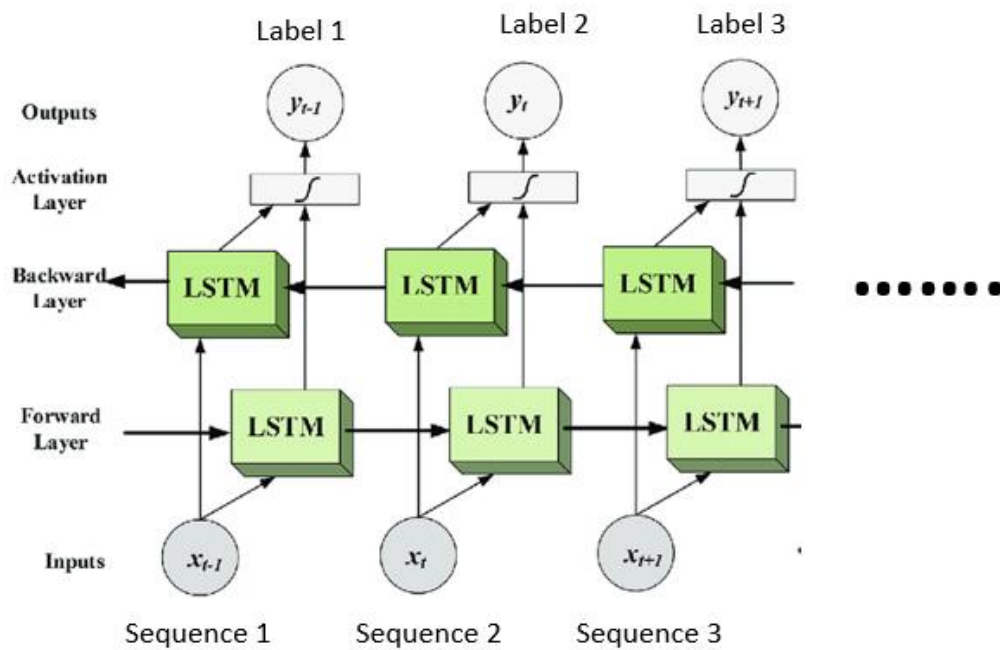 Label 1 Label 2 Label 3
Outputs y_{t-1} y_t y_{t+1}
Activation
Layer
∫ ∫ ∫
Backward
Layer
LSTM LSTM LSTM
Forward
Layer
LSTM LSTM LSTM
Inputs x_{t-1} x_t x_{t+1}
Sequence 1 Sequence 2 Sequence 3